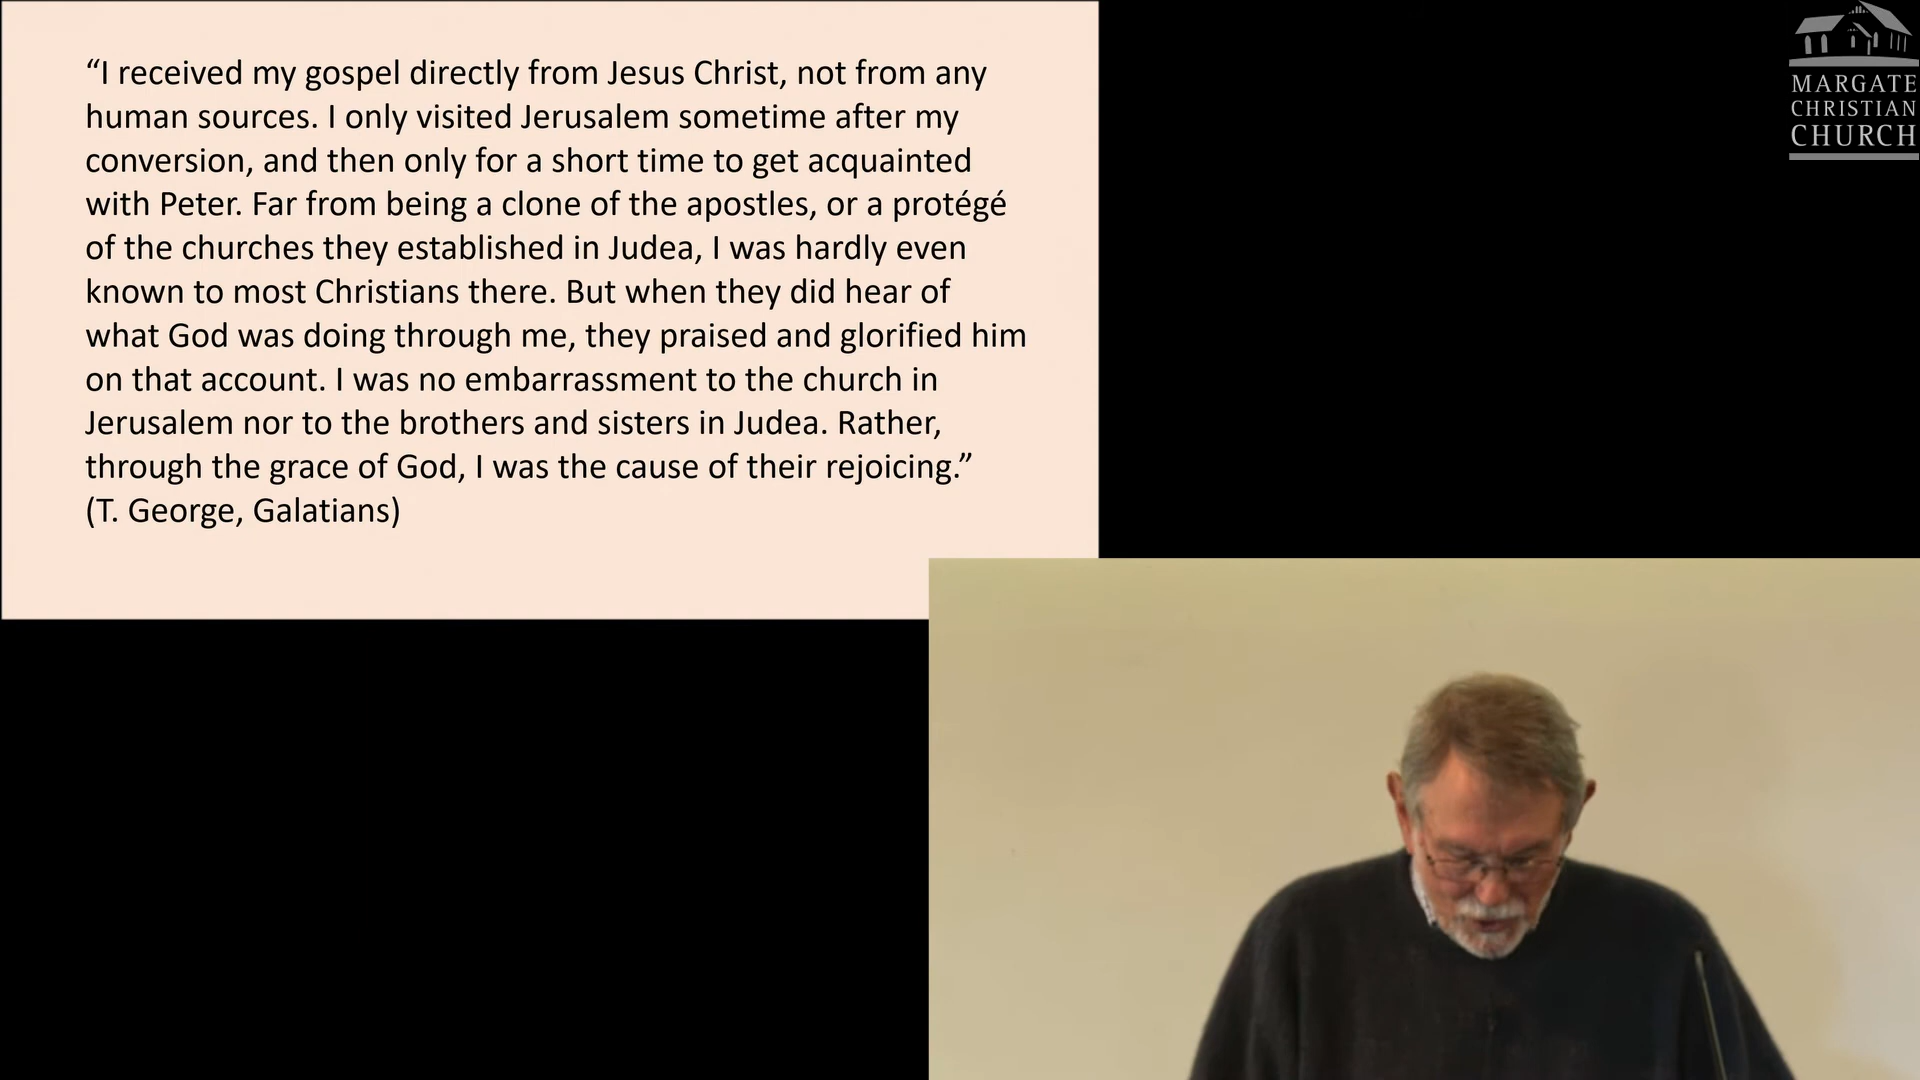 “I received my gospel directly from Jesus Christ, not from any
human sources. I only visited Jerusalem sometime after my
conversion, and then only for a short time to get acquainted
with Peter. Far from being a clone of the apostles, or a protégé
of the churches they established in Judea, I was hardly even
known to most Christians there. But when they did hear of
what God was doing through me, they praised and glorified him
on that account. I was no embarrassment to the church in
Jerusalem nor to the brothers and sisters in Judea. Rather,
through the grace of God, I was the cause of their rejoicing.”
(T. George, Galatians)
MARGATE
CHRISTIAN
CHURCH